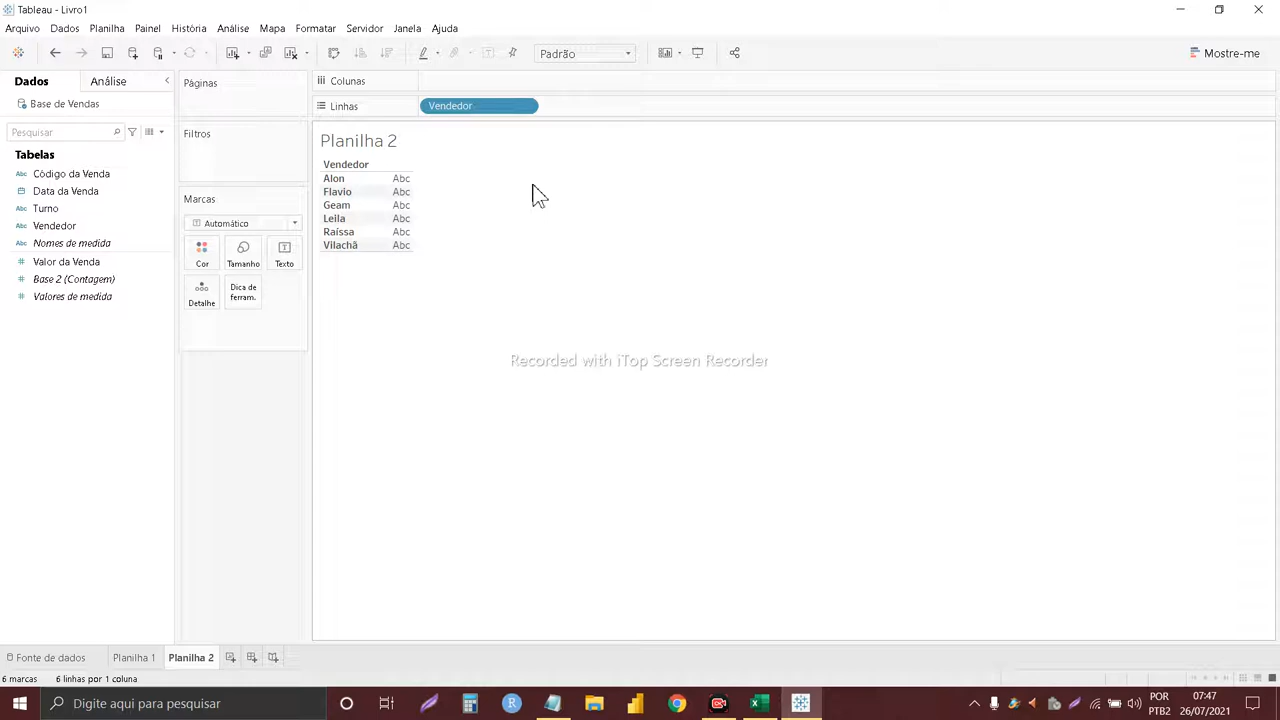 Tableau - Livro1
Arquivo Dados Planilha Painel História Análise Mapa Formatar Servidor Janela Ajuda
Padrão
Mostre-me
Dados Análise
Base de Vendas
Pesquisar
Tabelas
Abc Código da Venda
Data da Venda
Abc Turno
Abc Vendedor
Abc Nomes de medida
# Valor da Venda
# Base 2 (Contagem)
# Valores de medida
Páginas
Filtros
Marcas
Automático
Cor Tamanho Texto
Detalhe Dica de ferram.
Colunas
Linhas Vendedor
Planilha 2
Vendedor
Alon Abc
Flavio Abc
Geam Abc
Leila Abc
Raíssa Abc
Vilachã Abc
Recorded with iTop Screen Recorder
Fonte de dados Planilha 1 Planilha 2
6 marcas 6 linhas por 1 coluna
Digite aqui para pesquisar
POR 07:47
PTB2 26/07/2021